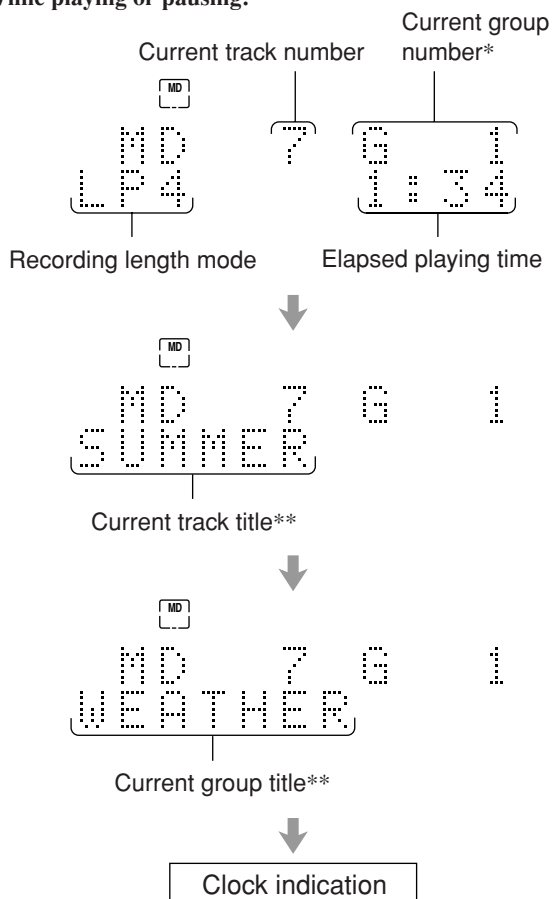 while playing or pausing:
Current group
Current track number number*
MD
MD 7 G 1
LP4 1:34
Recording length mode Elapsed playing time
MD
MD 7 G 1
SUMMER
Current track title**
MD
MD 7 G 1
WEATHER
Current group title**
Clock indication